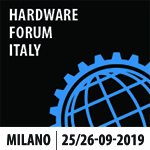 HARDWARE
FORUM
ITALY
MILANO | 25/26-09-2019